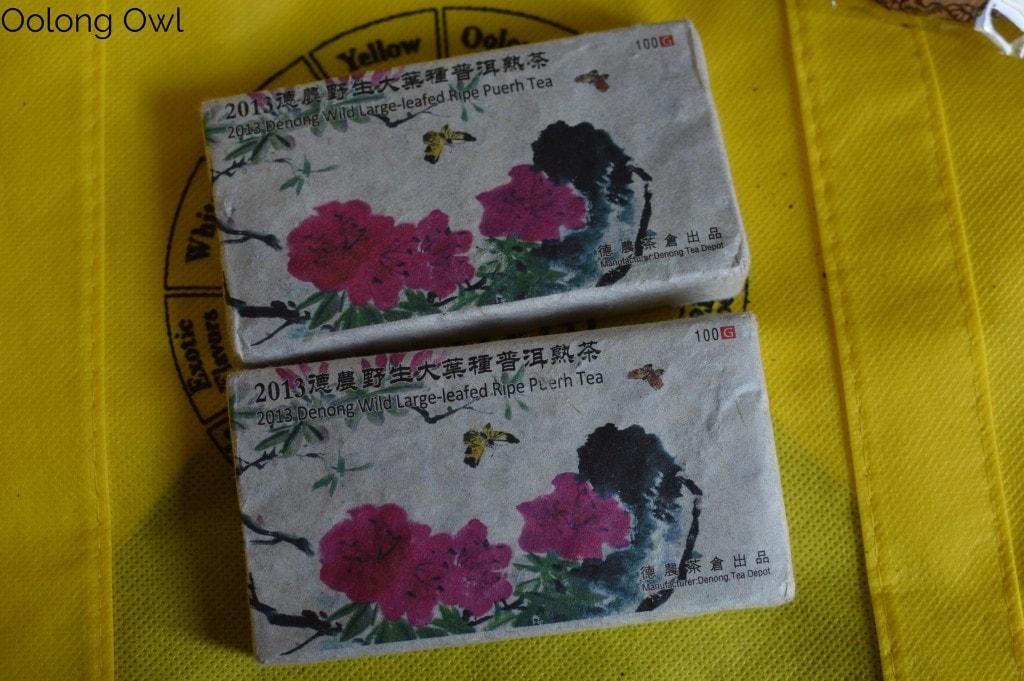 Oolong Owl
Yellow
Exotic
Flavors
100G
2013德農野生大葉種普洱熟茶
2013 Denong Wild Large-leafed Ripe Puerh Tea
德農茶倉出品
Manufacturer:Denong Tea Depot
100G
2013德農野生大葉種普洱熟茶
2013 Denong Wild Large-leafed Ripe Puerh Tea
德農茶倉出品
Manufacturer:Denong Tea Depot